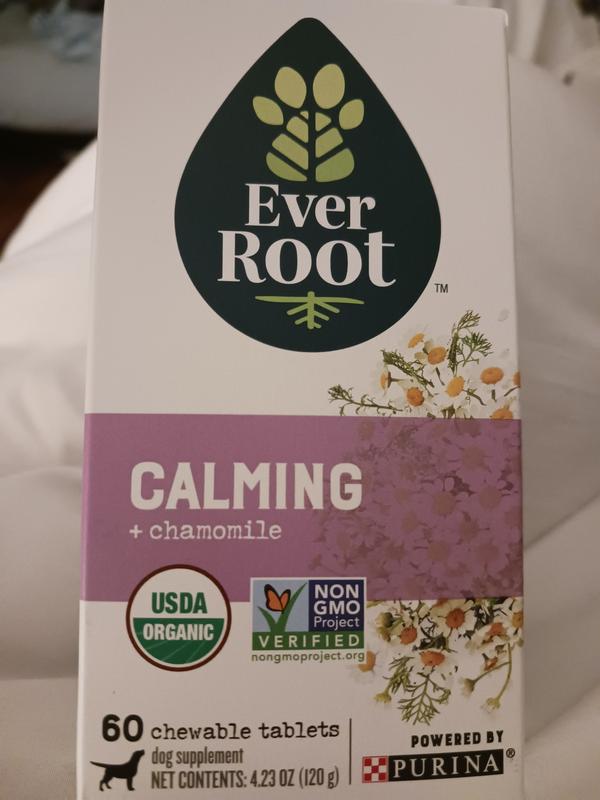 Ever
Root
TM
CALMING
+ chamomile
USDA
ORGANIC
NON
GMO
Project
VERIFIED
nongmoproject.org
60 chewable tablets
dog supplement
NET CONTENTS: 4.23 OZ (120 g)
POWERED BY
PURINA®